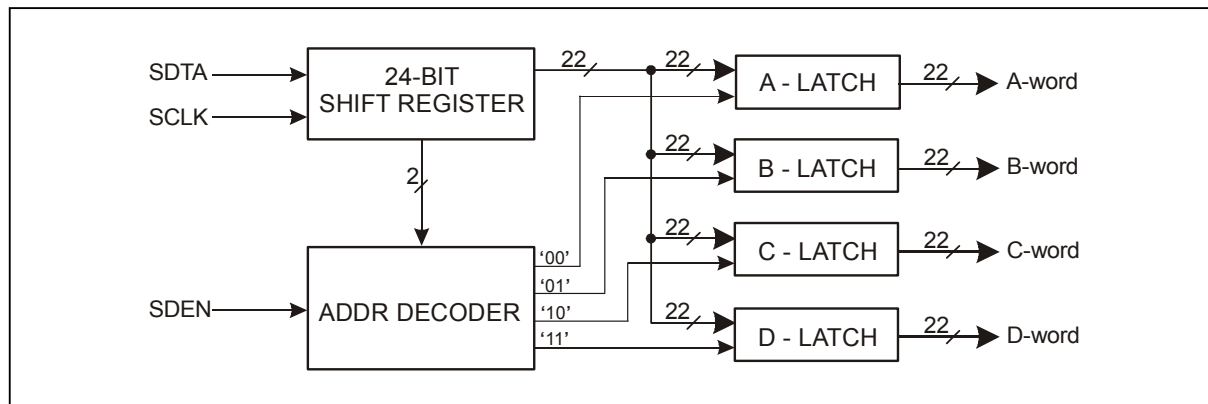 SDTA
SCLK
24-BIT
SHIFT REGISTER
22
22
A - LATCH
22
A-word
2
22
B - LATCH
22
B-word
22
C - LATCH
22
C-word
SDEN
ADDR DECODER
‘00’
‘01’
‘10’
‘11’
22
D - LATCH
22
D-word